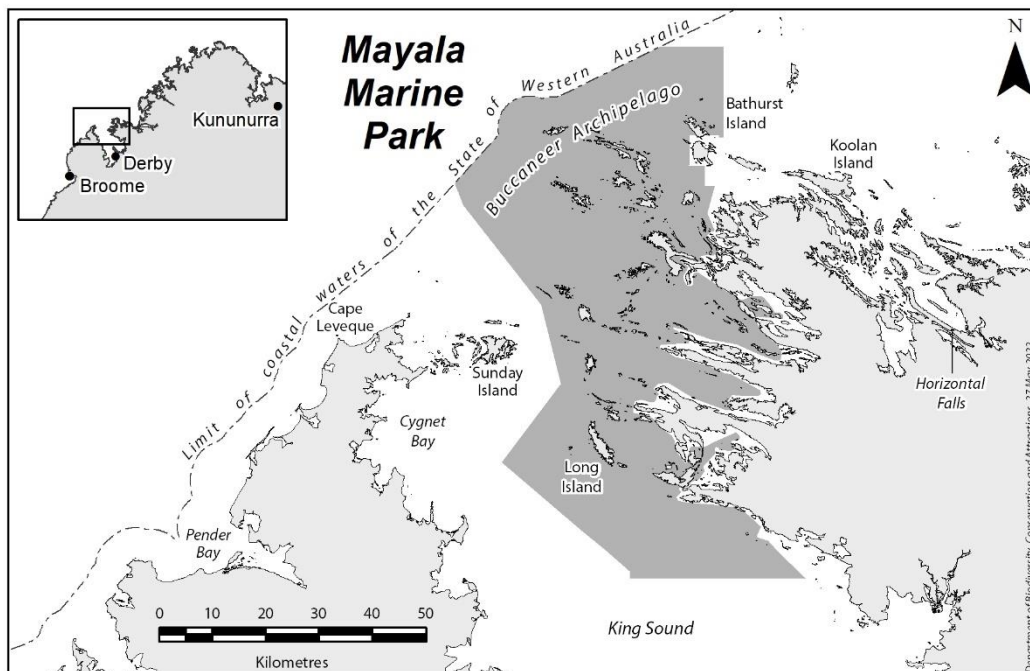 Mayala
Marine
Park
Kununurra
Derby
Broome
N
Limit of coastal waters of the State of Western Australia
Buccaneer Archipelago
Bathurst
Island
Koolan
Island
Cape
Leveque
Sunday
Island
Cygnet
Bay
Horizontal
Falls
Long
Island
Pender
Bay
King Sound
0 10 20 30 40 50
Kilometres